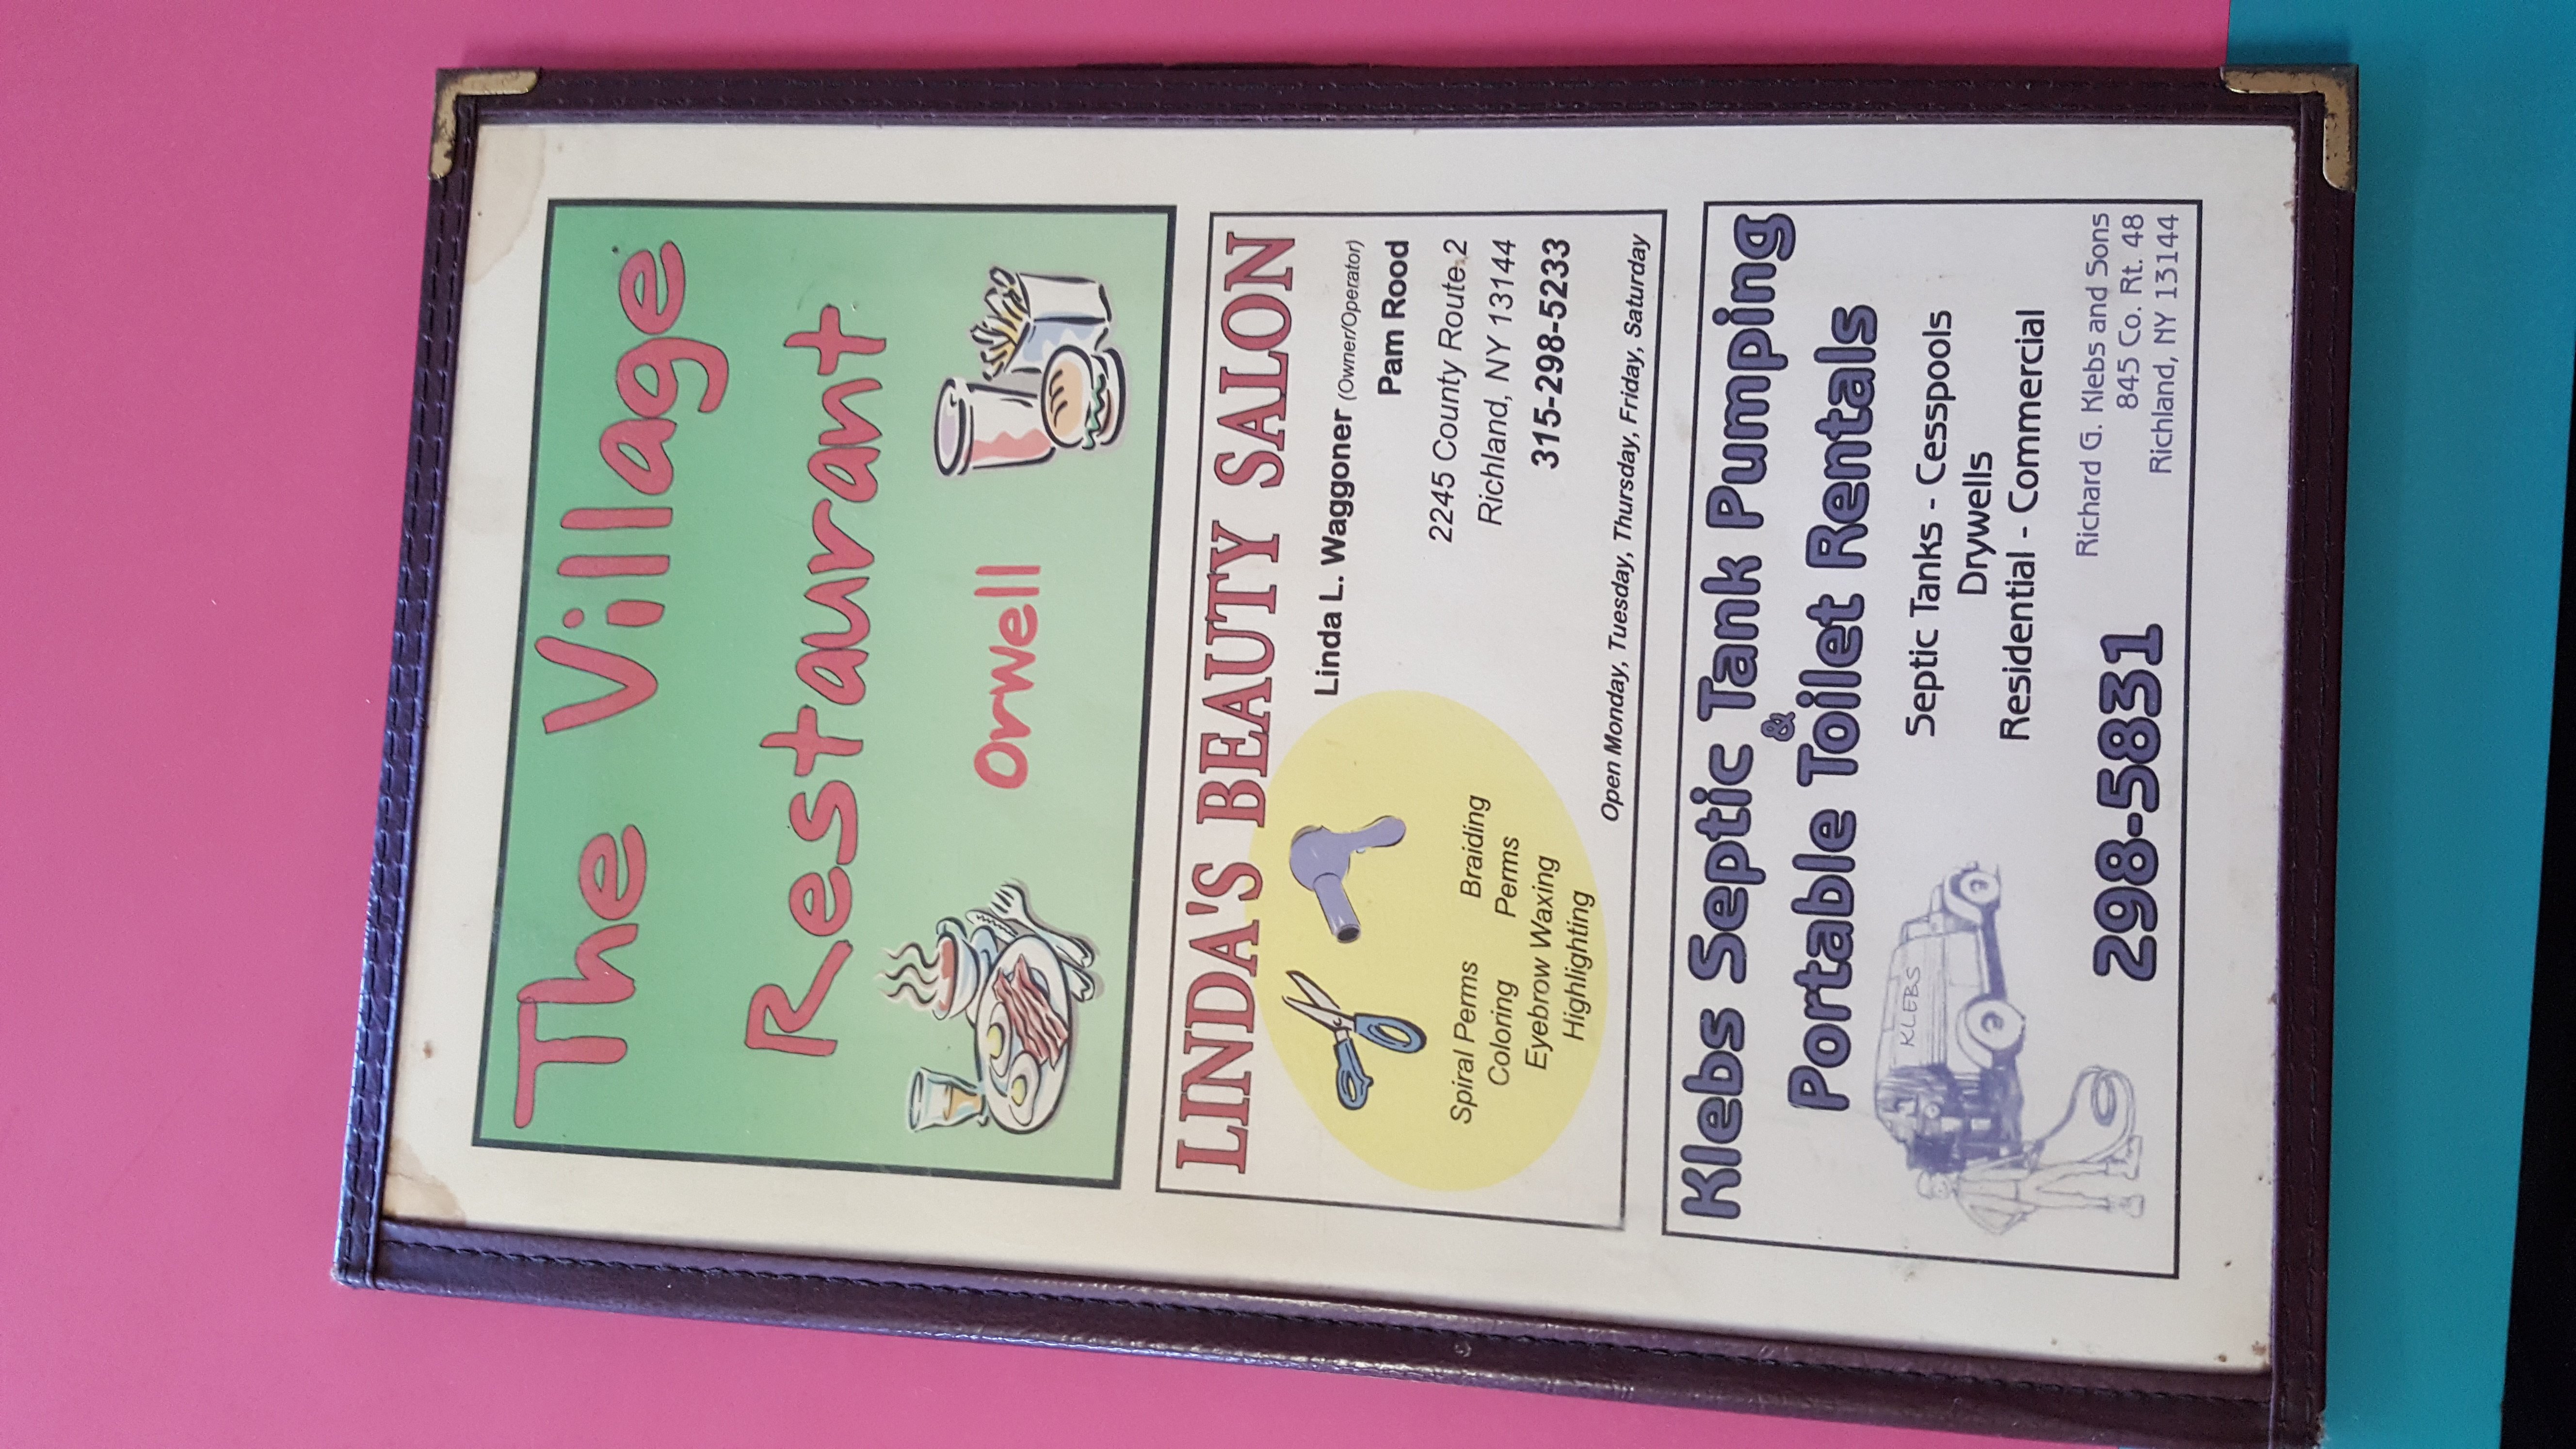 The Village
Restaurant
Orwell
LINDA'S BEAUTY SALON
Linda L. Waggoner (Owner/Operator)
Pam Rood
2245 County Route 2
Richland, NY 13144
315-298-5233
Spiral Perms Braiding
Coloring Perms
Eyebrow Waxing
Highlighting
Open Monday, Tuesday, Thursday, Friday, Saturday
Klebs Septic Tank Pumping
&
Portable Toilet Rentals
KLEBS
Septic Tanks - Cesspools
Drywells
Residential - Commercial
298-5831
Richard G. Klebs and Sons
845 Co. Rt. 48
Richland, NY 13144